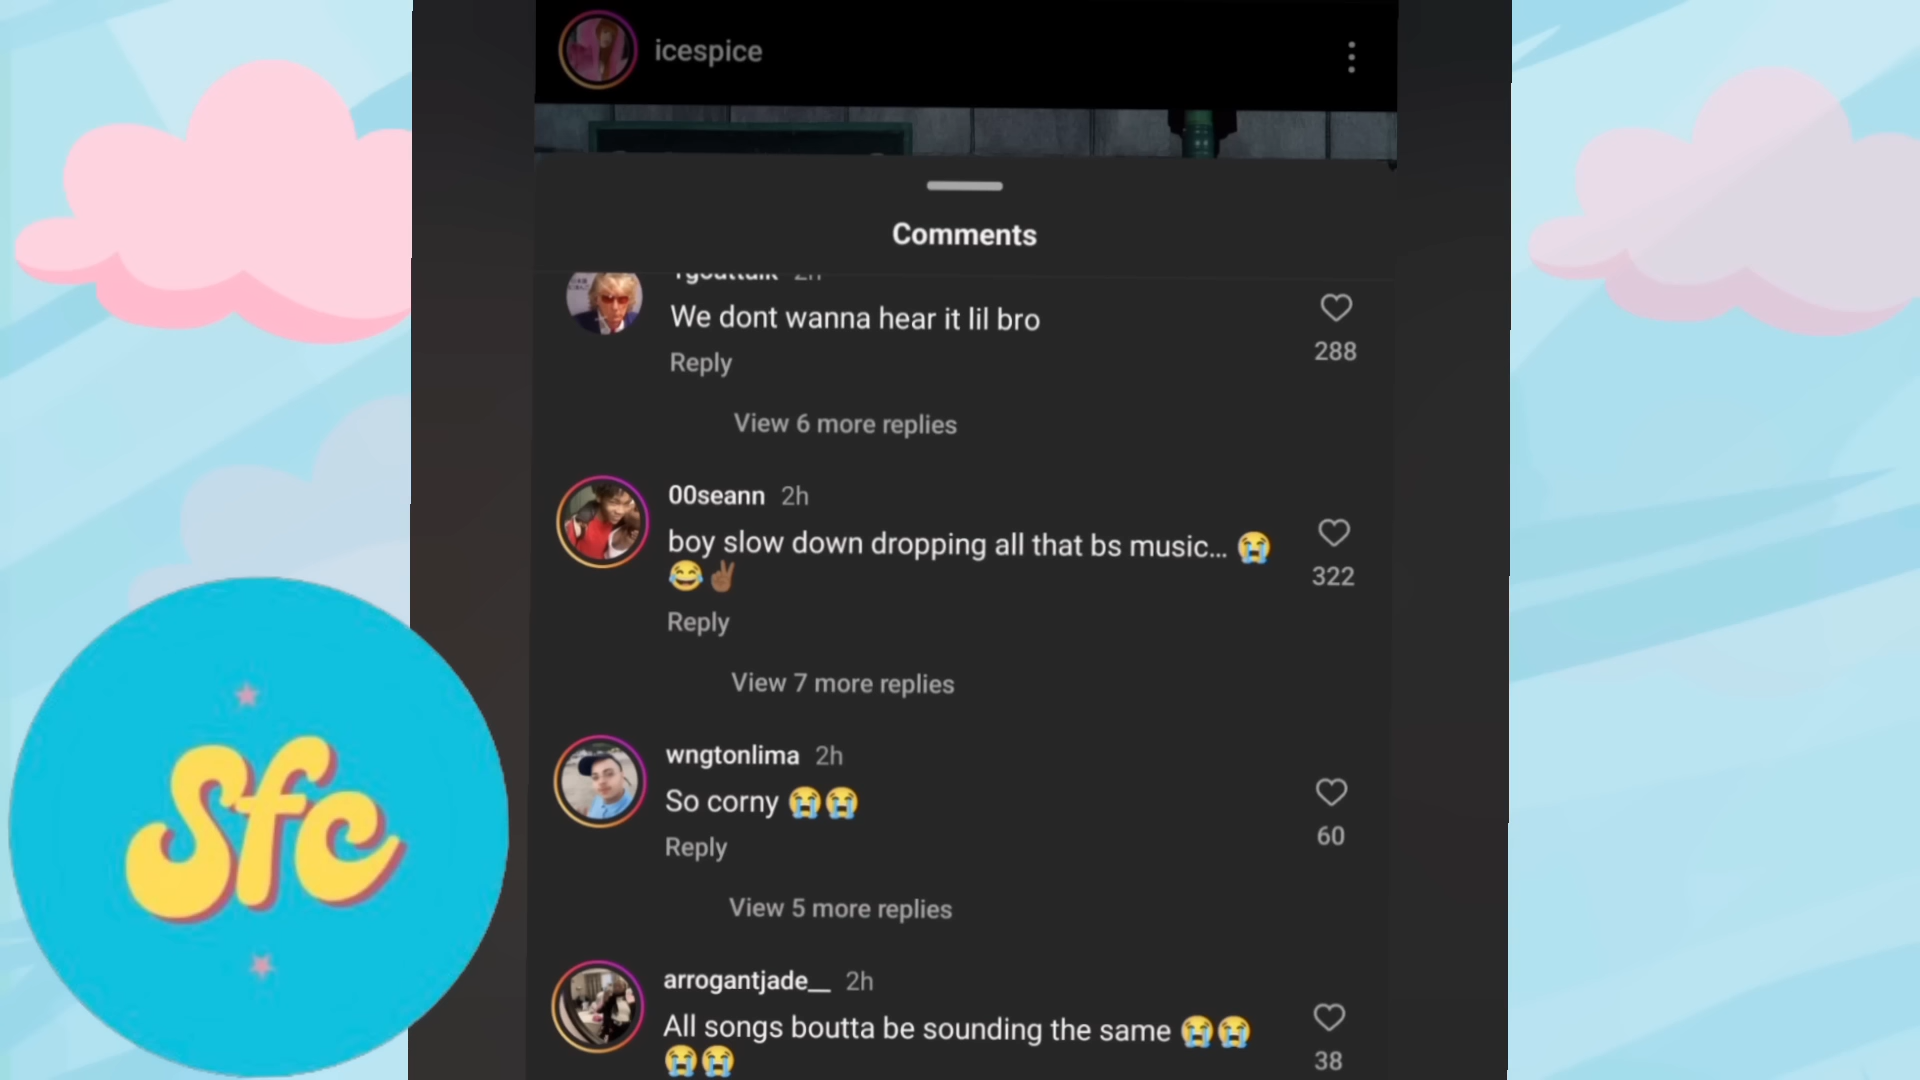 icespice
Comments
2h
We dont wanna hear it lil bro
288
Reply
View 6 more replies
00seann 2h
boy slow down dropping all that bs music... 😭
😂✌🏾
322
Reply
View 7 more replies
wngtonlima 2h
So corny 😭😭
60
Reply
View 5 more replies
arrogantjade__ 2h
All songs boutta be sounding the same 😭😭
😭😭
38
Sfc